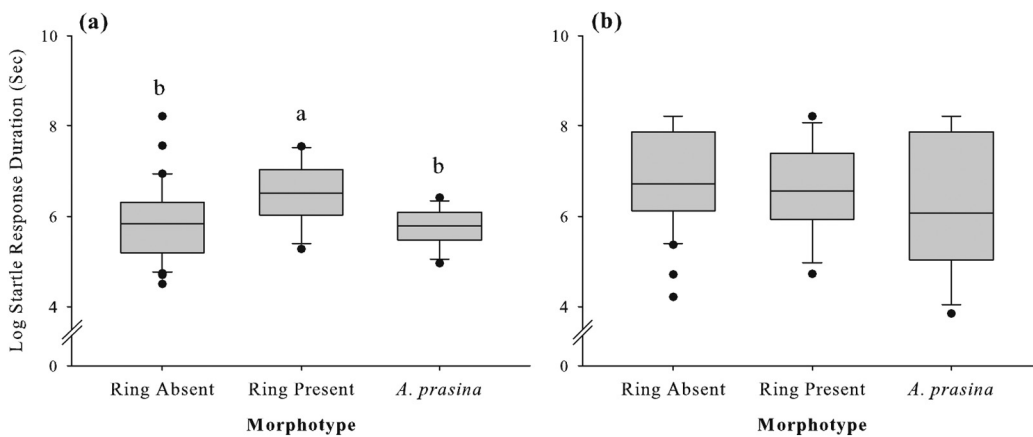 (a)
(b)
Log Startle Response Duration (Sec)
10
8
6
4
0
b
a
b
Ring Absent
Ring Present
A. prasina
Morphotype
10
8
6
4
0
Ring Absent
Ring Present
A. prasina
Morphotype